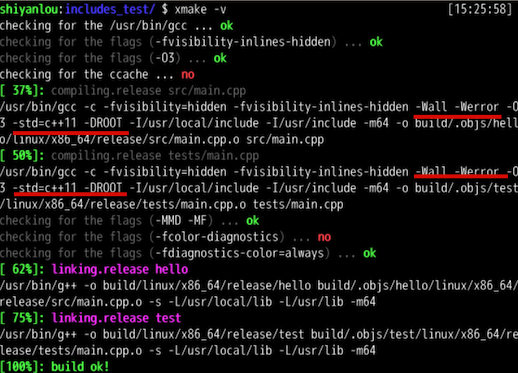 shiyanlou:includes_test/ $ xmake -v [15:25:58]
checking for the /usr/bin/gcc ... ok
checking for the flags (-fvisibility-inlines-hidden) ... ok
checking for the flags (-O3) ... ok
checking for the ccache ... no
[ 37%]: compiling.release src/main.cpp
/usr/bin/gcc -c -fvisibility=hidden -fvisibility-inlines-hidden -Wall -Werror -O
3 -std=c++11 -DROOT -I/usr/local/include -I/usr/include -m64 -o build/.objs/hell
o/linux/x86_64/release/src/main.cpp.o src/main.cpp
[ 50%]: compiling.release tests/main.cpp
/usr/bin/gcc -c -fvisibility=hidden -fvisibility-inlines-hidden -Wall -Werror -O
3 -std=c++11 -DROOT -I/usr/local/include -I/usr/include -m64 -o build/.objs/test
/linux/x86_64/release/tests/main.cpp.o tests/main.cpp
checking for the flags (-MMD -MF) ... ok
checking for the flags (-fcolor-diagnostics) ... no
checking for the flags (-fdiagnostics-color=always) ... ok
[ 62%]: linking.release hello
/usr/bin/g++ -o build/linux/x86_64/release/hello build/.objs/hello/linux/x86_64/
release/src/main.cpp.o -s -L/usr/local/lib -L/usr/lib -m64
[ 75%]: linking.release test
/usr/bin/g++ -o build/linux/x86_64/release/test build/.objs/test/linux/x86_64/re
lease/tests/main.cpp.o -s -L/usr/local/lib -L/usr/lib -m64
[100%]: build ok!